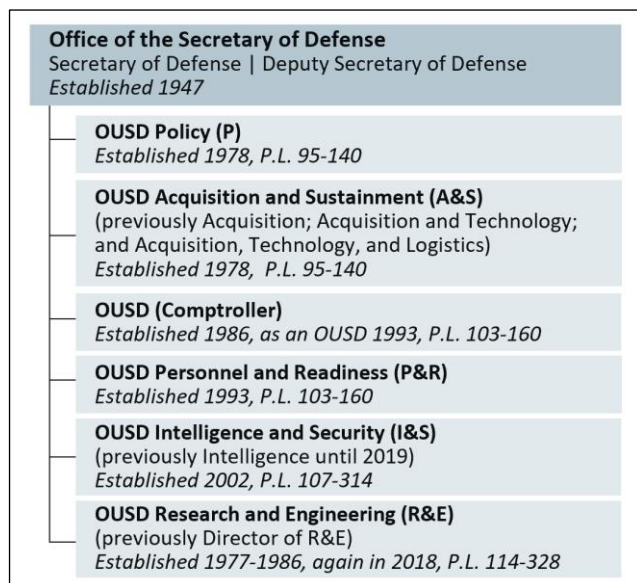 Office of the Secretary of Defense
Secretary of Defense | Deputy Secretary of Defense
Established 1947
OUSD Policy (P)
Established 1978, P.L. 95-140
OUSD Acquisition and Sustainment (A&S)
(previously Acquisition; Acquisition and Technology;
and Acquisition, Technology, and Logistics)
Established 1978, P.L. 95-140
OUSD (Comptroller)
Established 1986, as an OUSD 1993, P.L. 103-160
OUSD Personnel and Readiness (P&R)
Established 1993, P.L. 103-160
OUSD Intelligence and Security (I&S)
(previously Intelligence until 2019)
Established 2002, P.L. 107-314
OUSD Research and Engineering (R&E)
(previously Director of R&E)
Established 1977-1986, again in 2018, P.L. 114-328